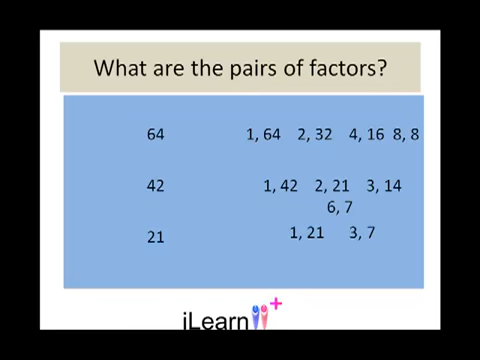 What are the pairs of factors?
64 1, 64 2, 32 4, 16 8, 8
42 1, 42 2, 21 3, 14
6, 7
21 1, 21 3, 7
iLearn